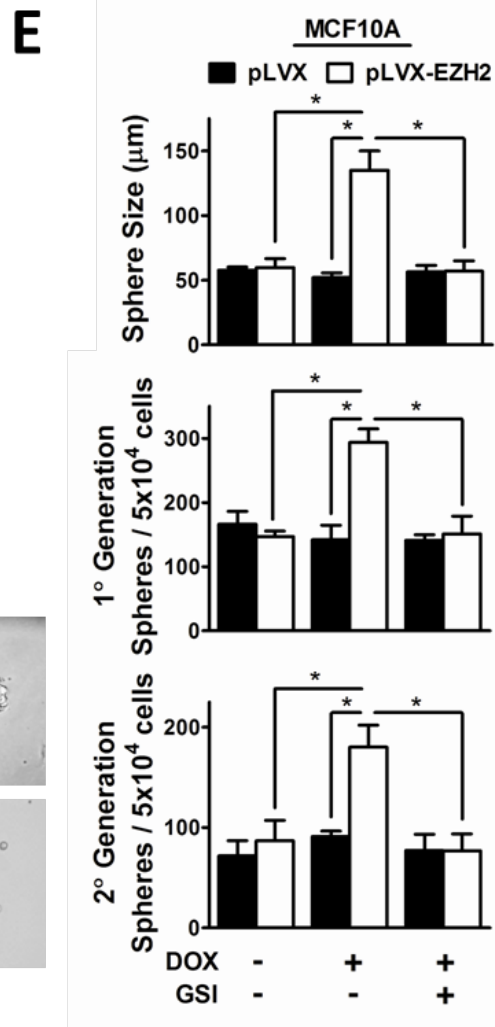 E
MCF10A
pLVX pLVX-EZH2
Sphere Size (μm)
150
100
50
0
* * *
1° Generation
Spheres / 5x10⁴ cells
300
200
100
0
* * *
2° Generation
Spheres / 5x10⁴ cells
200
100
0
* * *
DOX - + +
GSI - - +